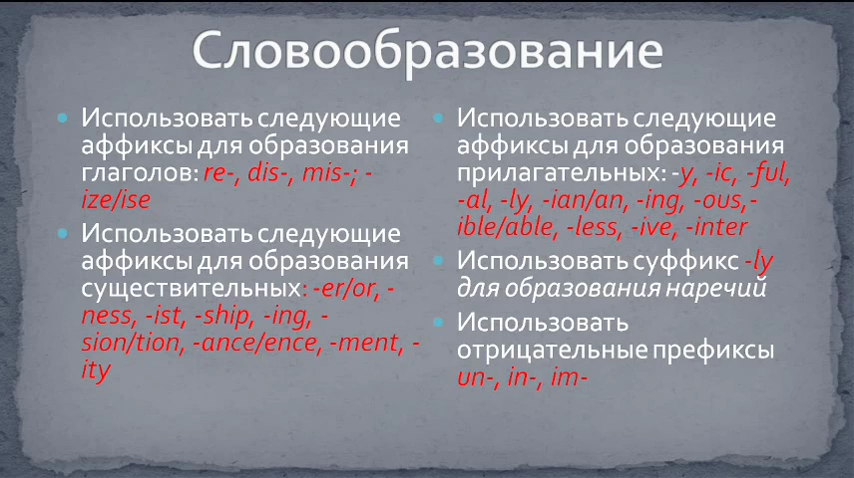 Словообразование
Использовать следующие
аффиксы для образования
глаголов: re-, dis-, mis-; -
ize/ise
Использовать следующие
аффиксы для образования
существительных: -er/or, -
ness, -ist, -ship, -ing, -
sion/tion, -ance/ence, -ment, -
ity
Использовать следующие
аффиксы для образования
прилагательных: -y, -ic, -ful,
-al, -ly, -ian/an, -ing, -ous,-
ible/able, -less, -ive, -inter
Использовать суффикс -ly
для образования наречий
Использовать
отрицательные префиксы
un-, in-, im-